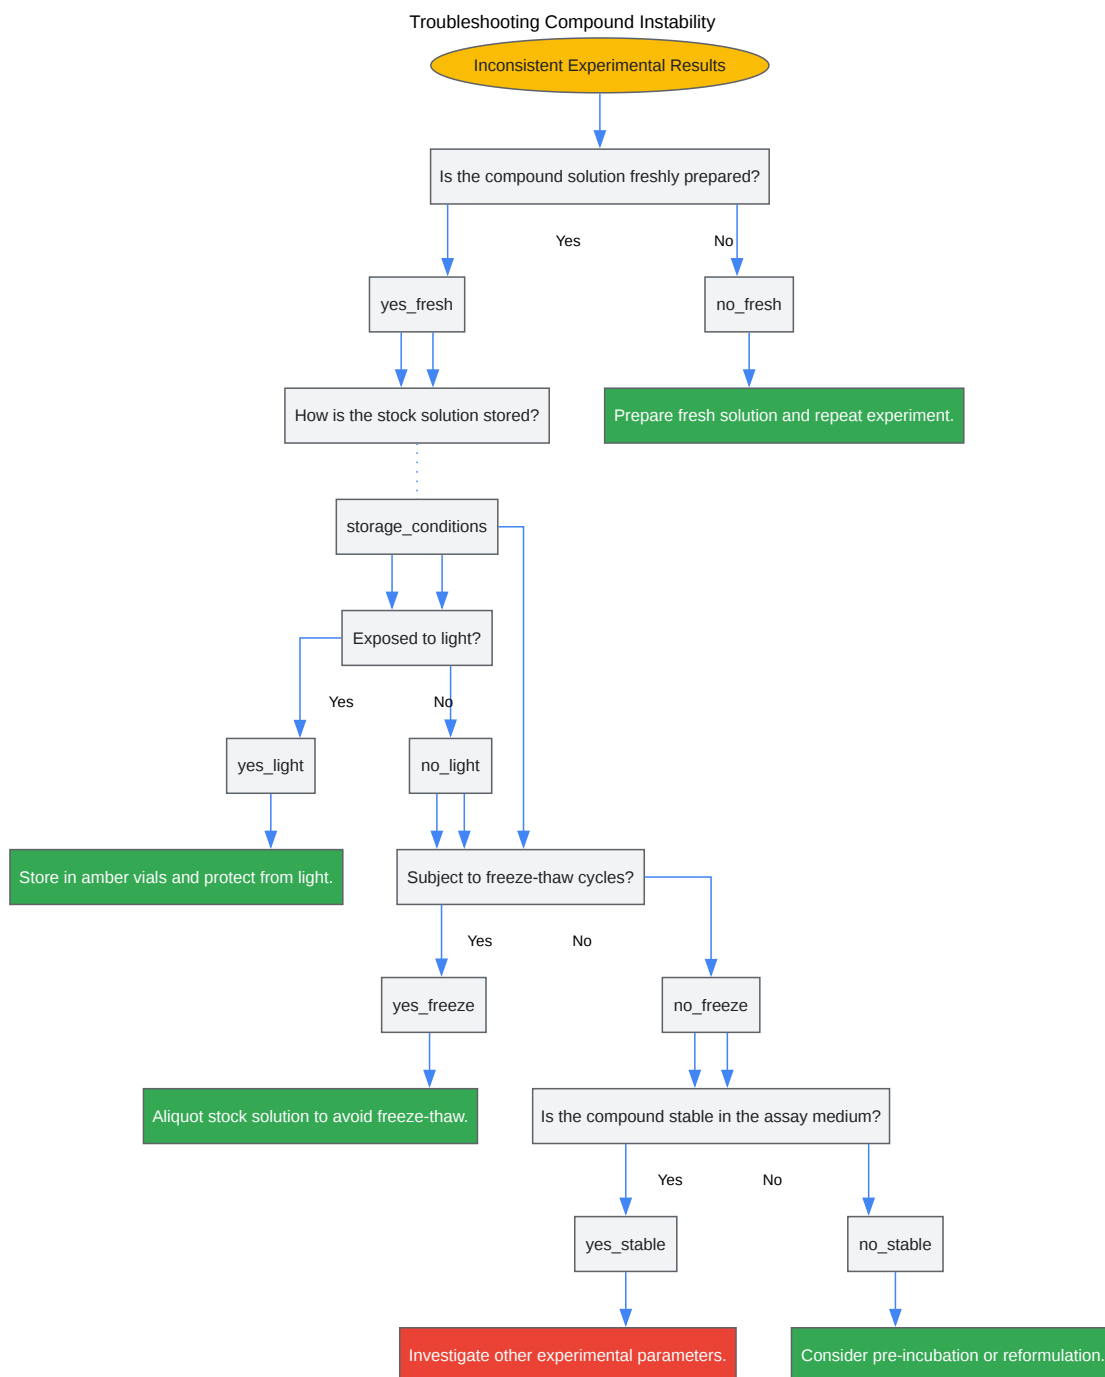 Troubleshooting Compound Instability
Inconsistent Experimental Results
Is the compound solution freshly prepared?
Yes
No
yes_fresh
no_fresh
How is the stock solution stored?
Prepare fresh solution and repeat experiment.
storage_conditions
Exposed to light?
Yes
No
yes_light
no_light
Store in amber vials and protect from light.
Subject to freeze-thaw cycles?
Yes
No
yes_freeze
no_freeze
Aliquot stock solution to avoid freeze-thaw.
Is the compound stable in the assay medium?
Yes
No
yes_stable
no_stable
Investigate other experimental parameters.
Consider pre-incubation or reformulation.